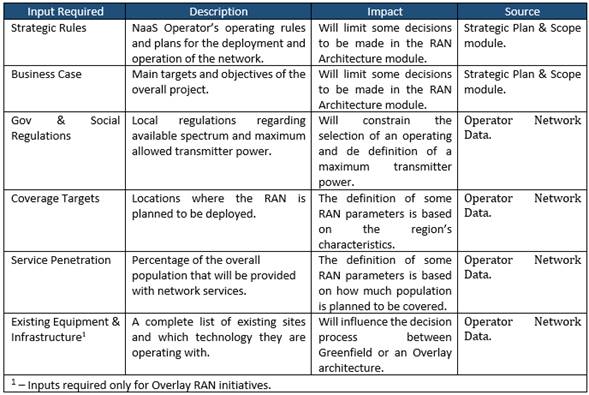 Input Required Description Impact Source
Strategic Rules NaaS Operator's operating rules and plans for the deployment and operation of the network. Will limit some decisions to be made in the RAN Architecture module. Strategic Plan & Scope module.
Business Case Main targets and objectives of the overall project. Will limit some decisions to be made in the RAN Architecture module. Strategic Plan & Scope module.
Gov & Social Regulations Local regulations regarding available spectrum and maximum allowed transmitter power. Will constrain the selection of an operating and de definition of a maximum transmitter power. Operator Network Data.
Coverage Targets Locations where the RAN is planned to be deployed. The definition of some RAN parameters is based on the region's characteristics. Operator Network Data.
Service Penetration Percentage of the overall population that will be provided with network services. The definition of some RAN parameters is based on how much population is planned to be covered. Operator Network Data.
Existing Equipment & Infrastructure¹ A complete list of existing sites and which technology they are operating with. Will influence the decision process between Greenfield or an Overlay architecture. Operator Network Data.
¹ – Inputs required only for Overlay RAN initiatives.